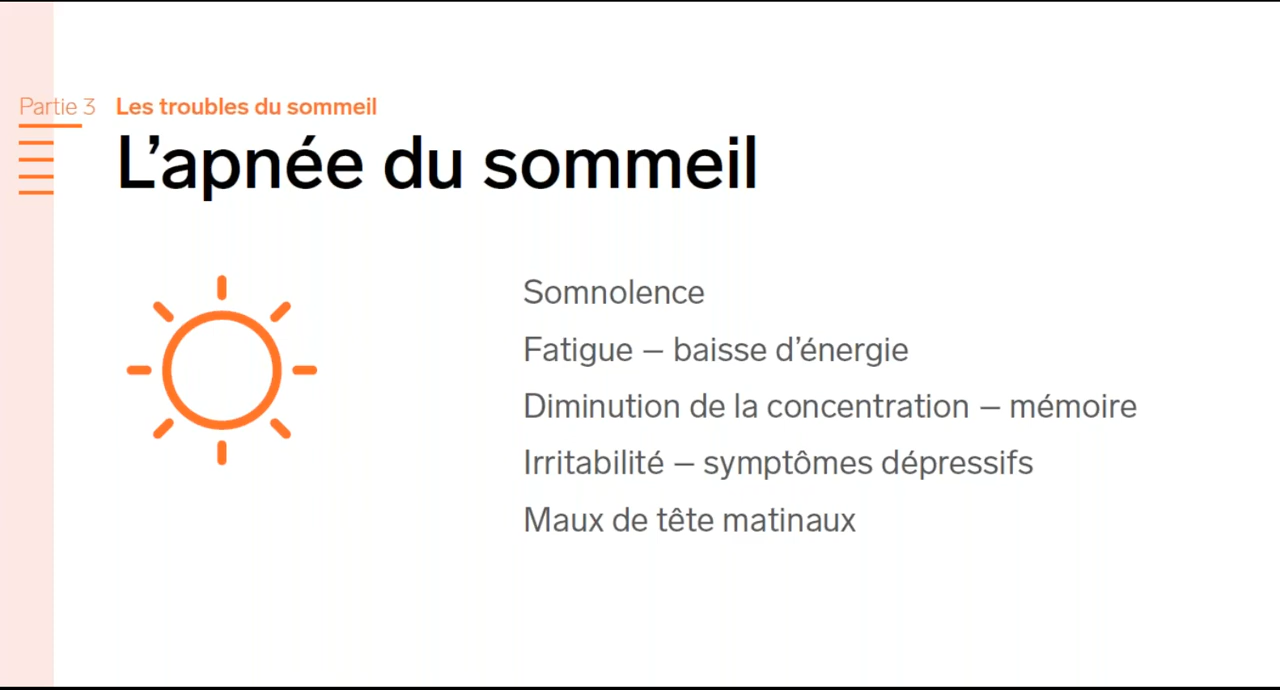 Partie 3 Les troubles du sommeil
L’apnée du sommeil
Somnolence
Fatigue – baisse d’énergie
Diminution de la concentration – mémoire
Irritabilité – symptômes dépressifs
Maux de tête matinaux